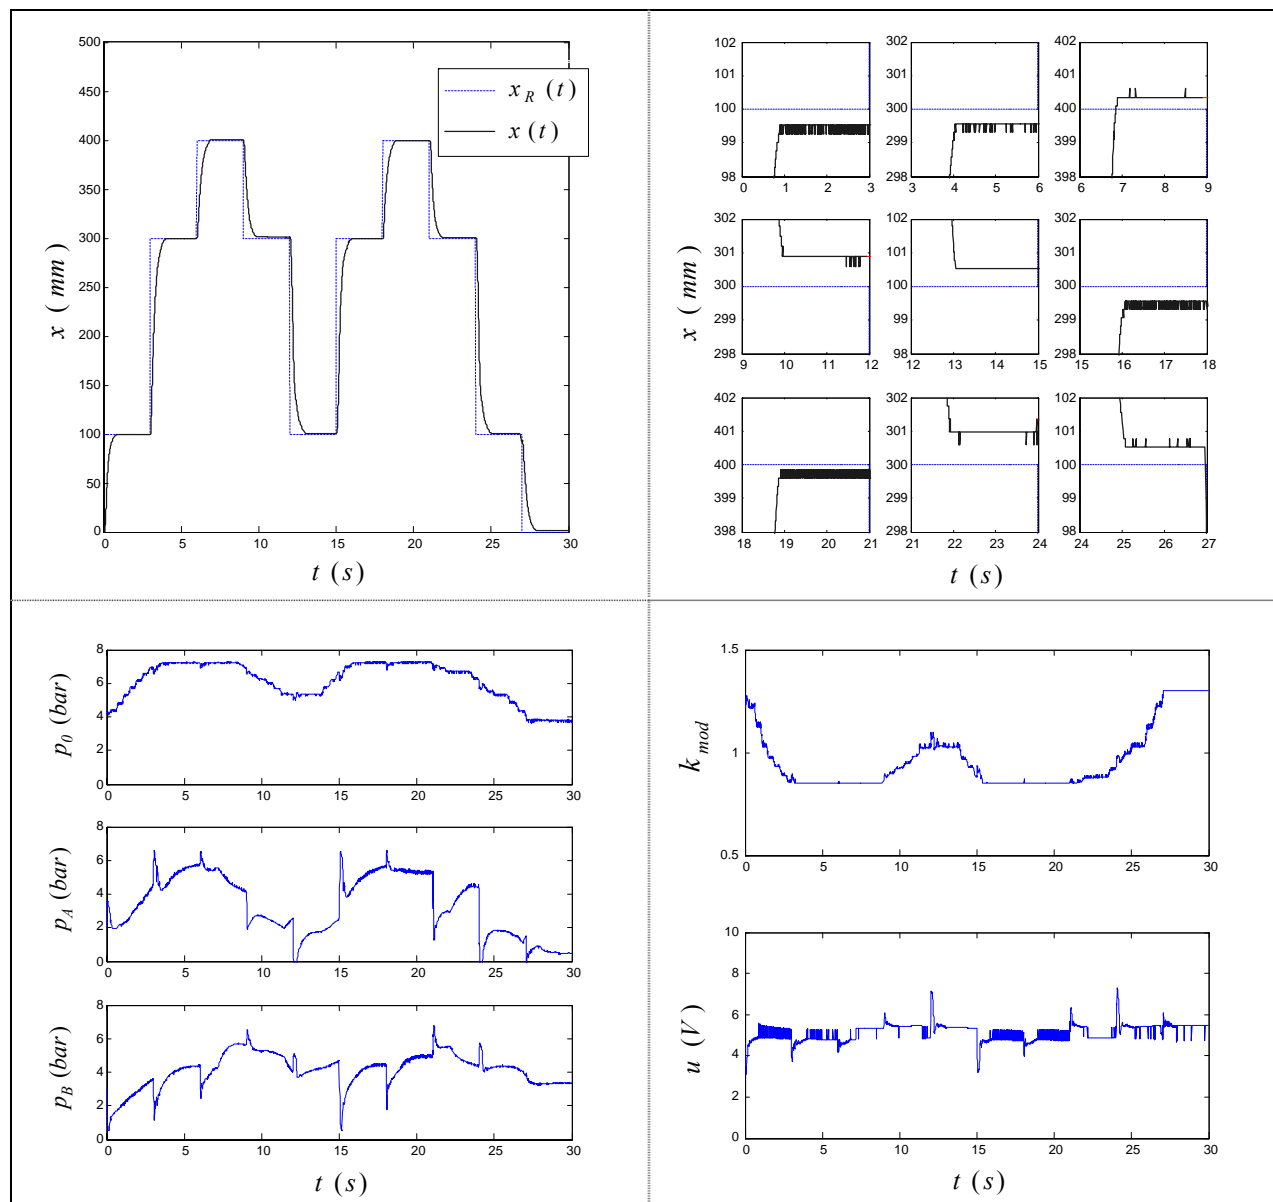 500
450
400
350
300
250
200
150
100
50
0
0 5 10 15 20 25 30
x_R (t)
x (t)
x ( mm )
t (s)
102
101
100
99
98
0 1 2 3
302
301
300
299
298
3 4 5 6
402
401
400
399
398
6 7 8 9
302
301
300
299
298
9 10 11 12
102
101
100
99
98
12 13 14 15
302
301
300
299
298
15 16 17 18
402
401
400
399
398
18 19 20 21
302
301
300
299
298
21 22 23 24
102
101
100
99
98
24 25 26 27
x ( mm )
t (s)
8
6
4
2
0
0 5 10 15 20 25 30
p_0 (bar)
8
6
4
2
0
0 5 10 15 20 25 30
p_A (bar)
8
6
4
2
0
0 5 10 15 20 25 30
p_B (bar)
t (s)
1.5
1
0.5
0 5 10 15 20 25 30
k_mod
10
8
6
4
2
0
0 5 10 15 20 25 30
u (V)
t (s)